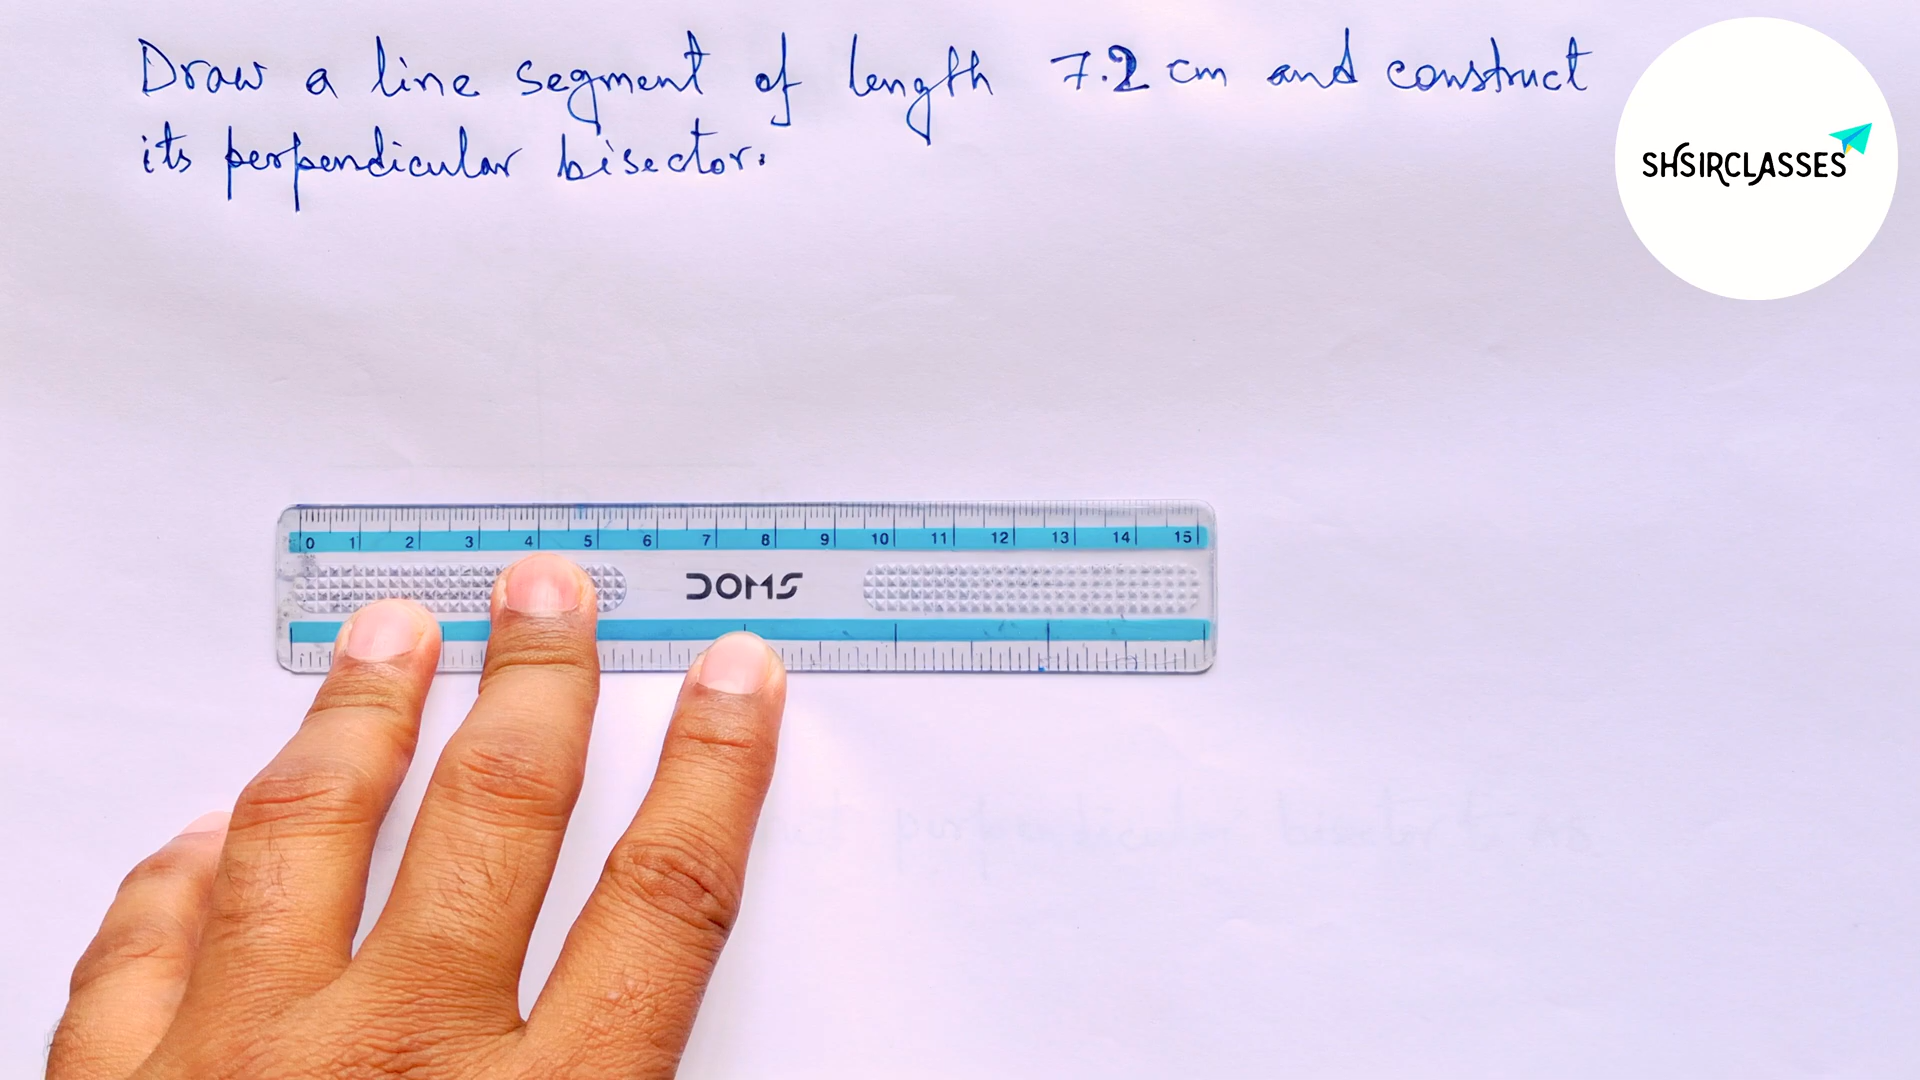 Draw a line segment of length 7.2 cm and construct
its perpendicular bisector.
SHSIRCLASSES
0 1 2 3 4 5 6 7 8 9 10 11 12 13 14 15
DOMS
perpendicular